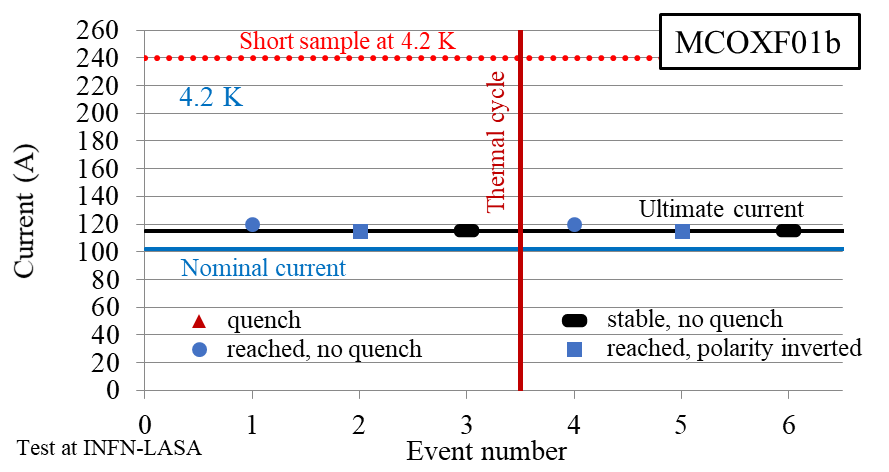 MCOXF01b
Short sample at 4.2 K
4.2 K
Thermal cycle
Ultimate current
Nominal current
quench
stable, no quench
reached, no quench
reached, polarity inverted
Current (A)
260
240
220
200
180
160
140
120
100
80
60
40
20
0
0 1 2 3 4 5 6
Event number
Test at INFN-LASA